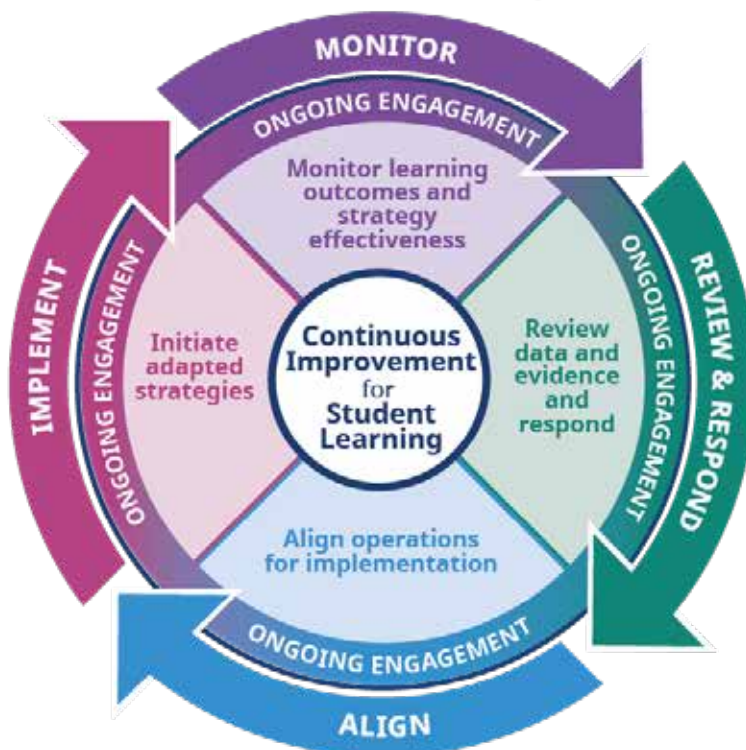 MONITOR
ONGOING ENGAGEMENT
Monitor learning
outcomes and
strategy
effectiveness
REVIEW & RESPOND
ONGOING ENGAGEMENT
Review
data and
evidence
and
respond
ALIGN
ONGOING ENGAGEMENT
Align operations
for implementation
IMPLEMENT
ONGOING ENGAGEMENT
Initiate
adapted
strategies
Continuous
Improvement
for
Student
Learning